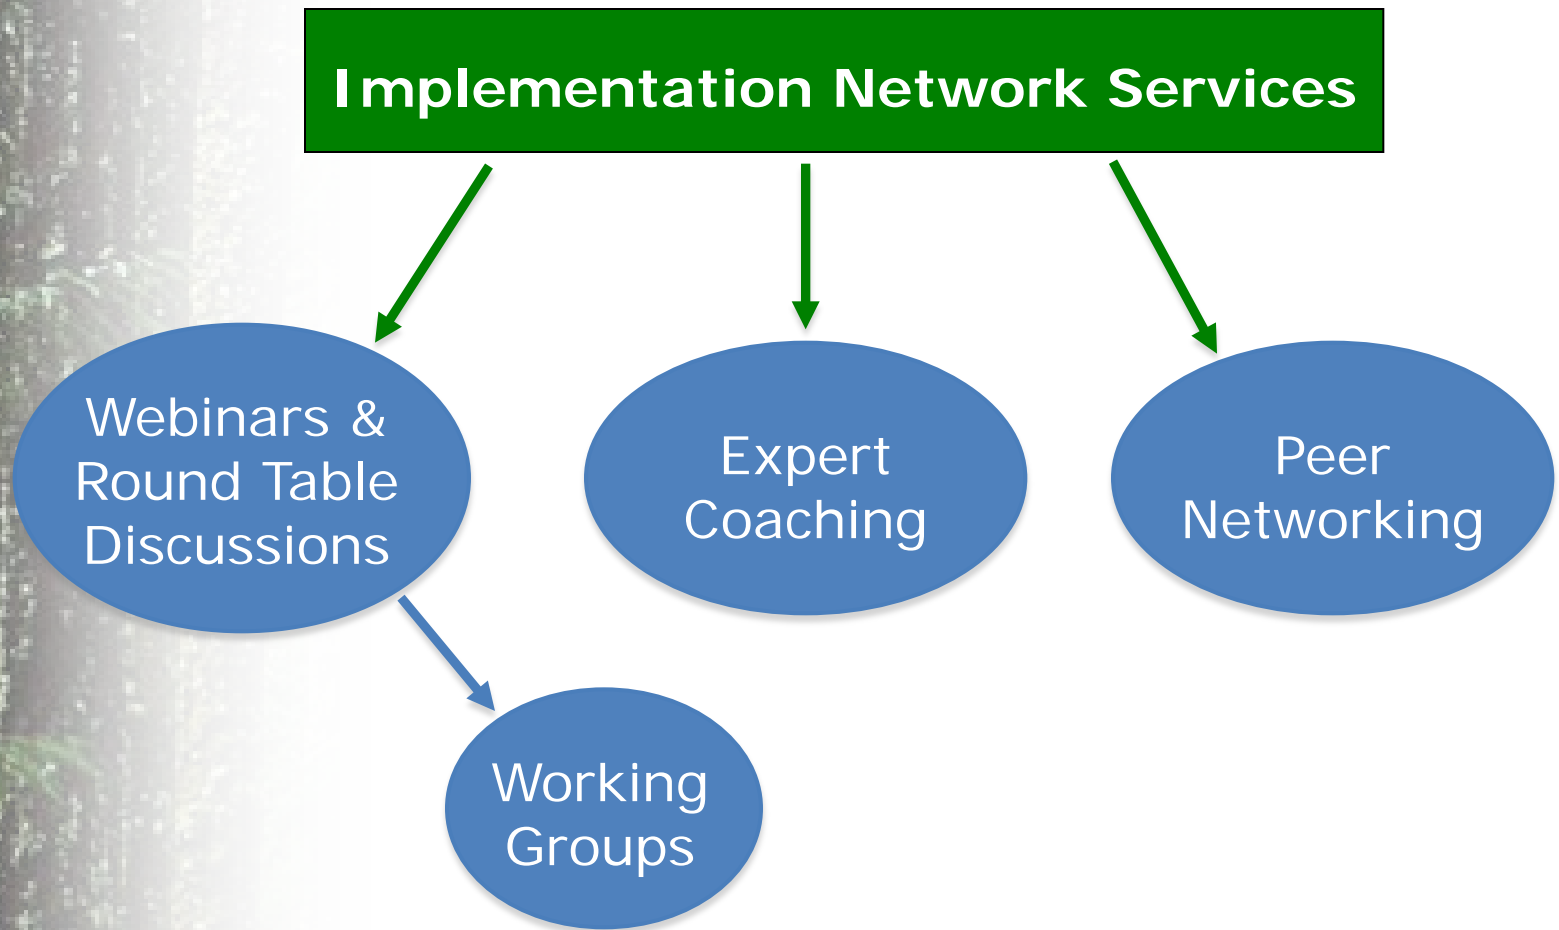 Implementation Network Services
Webinars &
Round Table
Discussions
Expert
Coaching
Peer
Networking
Working
Groups